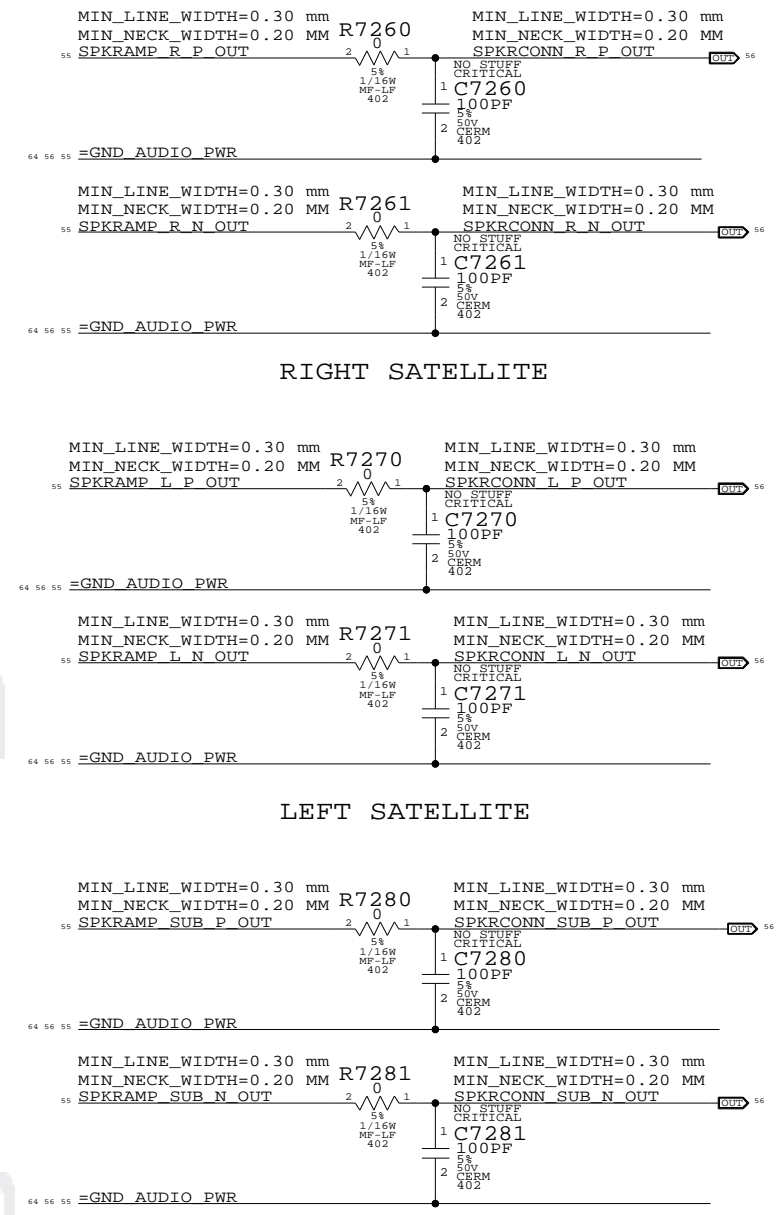 MIN_LINE_WIDTH=0.30 mm
MIN_NECK_WIDTH=0.20 MM
R7260
0
MIN_LINE_WIDTH=0.30 mm
MIN_NECK_WIDTH=0.20 MM
55 SPKRAMP_R_P_OUT 2 1 SPKRCONN_R_P_OUT OUT 56
5%
1/16W
MF-LF
402
NO STUFF
CRITICAL
1 C7260
100PF
5%
50V
2 CERM
402
64 56 55 =GND_AUDIO_PWR
MIN_LINE_WIDTH=0.30 mm
MIN_NECK_WIDTH=0.20 MM
R7261
0
MIN_LINE_WIDTH=0.30 mm
MIN_NECK_WIDTH=0.20 MM
55 SPKRAMP_R_N_OUT 2 1 SPKRCONN_R_N_OUT OUT 56
5%
1/16W
MF-LF
402
NO STUFF
CRITICAL
1 C7261
100PF
5%
50V
2 CERM
402
64 56 55 =GND_AUDIO_PWR
RIGHT SATELLITE
MIN_LINE_WIDTH=0.30 mm
MIN_NECK_WIDTH=0.20 MM
R7270
0
MIN_LINE_WIDTH=0.30 mm
MIN_NECK_WIDTH=0.20 MM
55 SPKRAMP_L_P_OUT 2 1 SPKRCONN_L_P_OUT OUT 56
5%
1/16W
MF-LF
402
NO STUFF
CRITICAL
1 C7270
100PF
5%
50V
2 CERM
402
64 56 55 =GND_AUDIO_PWR
MIN_LINE_WIDTH=0.30 mm
MIN_NECK_WIDTH=0.20 MM
R7271
0
MIN_LINE_WIDTH=0.30 mm
MIN_NECK_WIDTH=0.20 MM
55 SPKRAMP_L_N_OUT 2 1 SPKRCONN_L_N_OUT OUT 56
5%
1/16W
MF-LF
402
NO STUFF
CRITICAL
1 C7271
100PF
5%
50V
2 CERM
402
64 56 55 =GND_AUDIO_PWR
LEFT SATELLITE
MIN_LINE_WIDTH=0.30 mm
MIN_NECK_WIDTH=0.20 MM
R7280
0
MIN_LINE_WIDTH=0.30 mm
MIN_NECK_WIDTH=0.20 MM
55 SPKRAMP_SUB_P_OUT 2 1 SPKRCONN_SUB_P_OUT OUT 56
5%
1/16W
MF-LF
402
NO STUFF
CRITICAL
1 C7280
100PF
5%
50V
2 CERM
402
64 56 55 =GND_AUDIO_PWR
MIN_LINE_WIDTH=0.30 mm
MIN_NECK_WIDTH=0.20 MM
R7281
0
MIN_LINE_WIDTH=0.30 mm
MIN_NECK_WIDTH=0.20 MM
55 SPKRAMP_SUB_N_OUT 2 1 SPKRCONN_SUB_N_OUT OUT 56
5%
1/16W
MF-LF
402
NO STUFF
CRITICAL
1 C7281
100PF
5%
50V
2 CERM
402
64 56 55 =GND_AUDIO_PWR